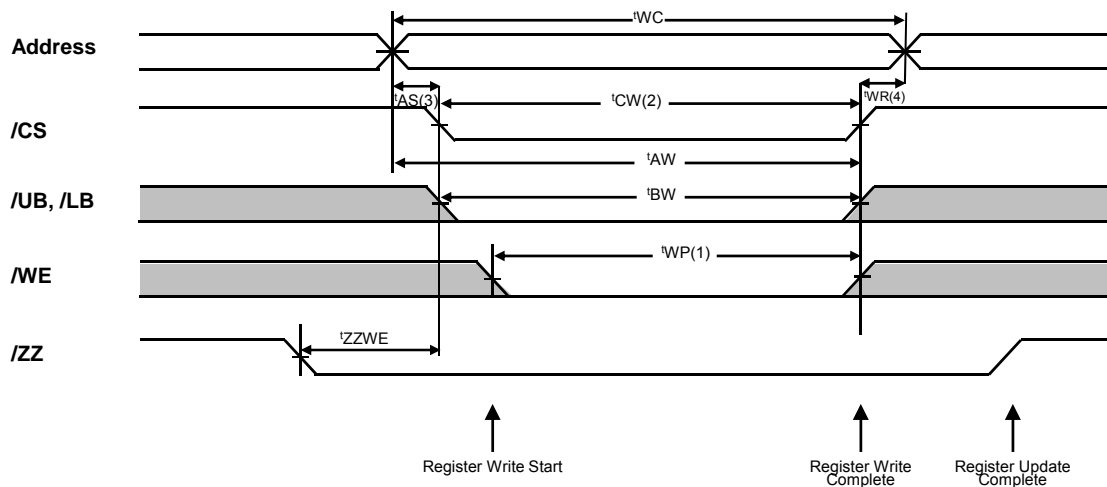 tWC
Address
tAS(3)
tCW(2)
tWR(4)
/CS
tAW
/UB, /LB
tBW
tWP(1)
/WE
tZZWE
/ZZ
Register Write Start
Register Write
Complete
Register Update
Complete